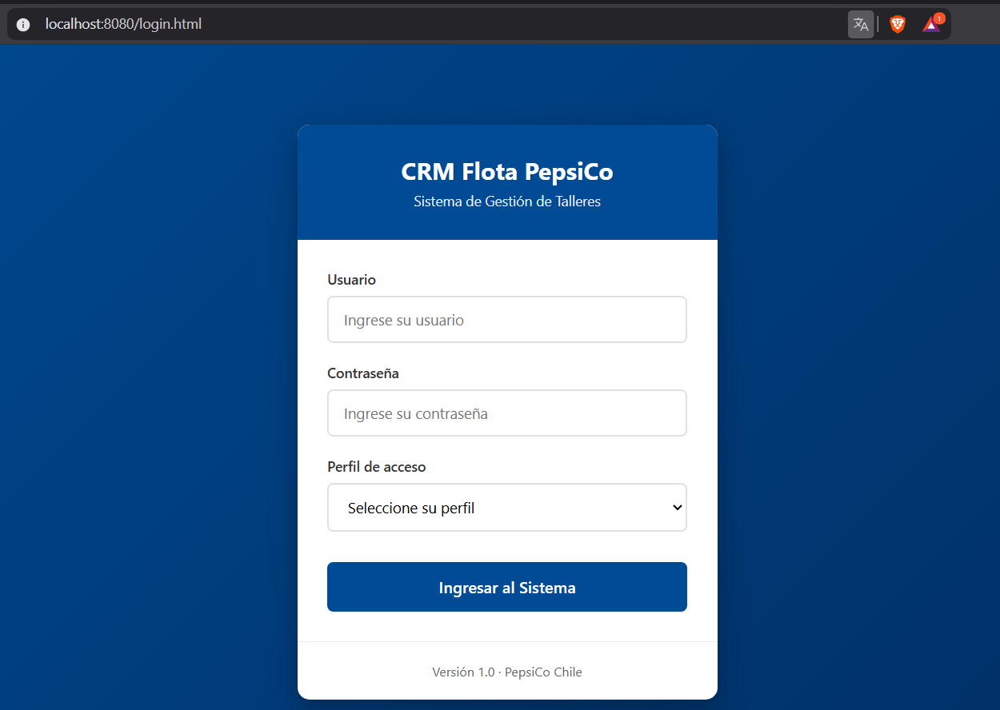 localhost:8080/login.html
1
CRM Flota PepsiCo
Sistema de Gestión de Talleres
Usuario
Ingrese su usuario
Contraseña
Ingrese su contraseña
Perfil de acceso
Seleccione su perfil
Ingresar al Sistema
Versión 1.0 · PepsiCo Chile